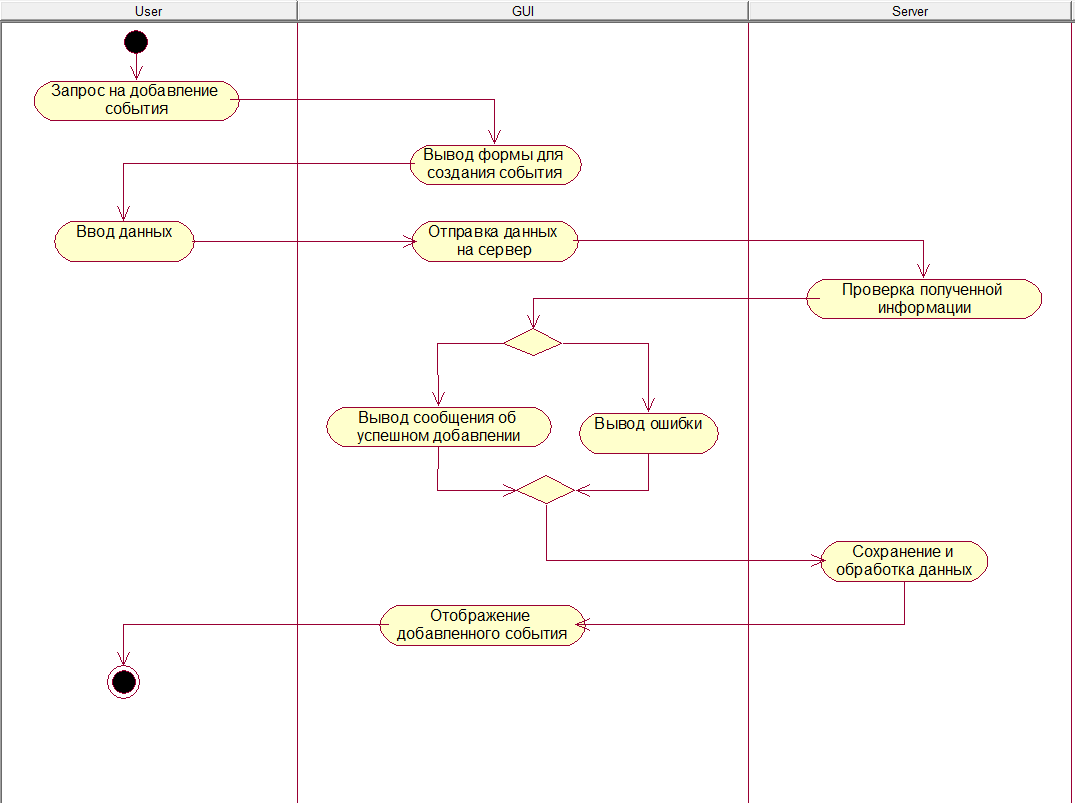 User
GUI
Server
Запрос на добавление
события
Вывод формы для
создания события
Ввод данных
Отправка данных
на сервер
Проверка полученной
информации
Вывод сообщения об
успешном добавлении
Вывод ошибки
Сохранение и
обработка данных
Отображение
добавленного события